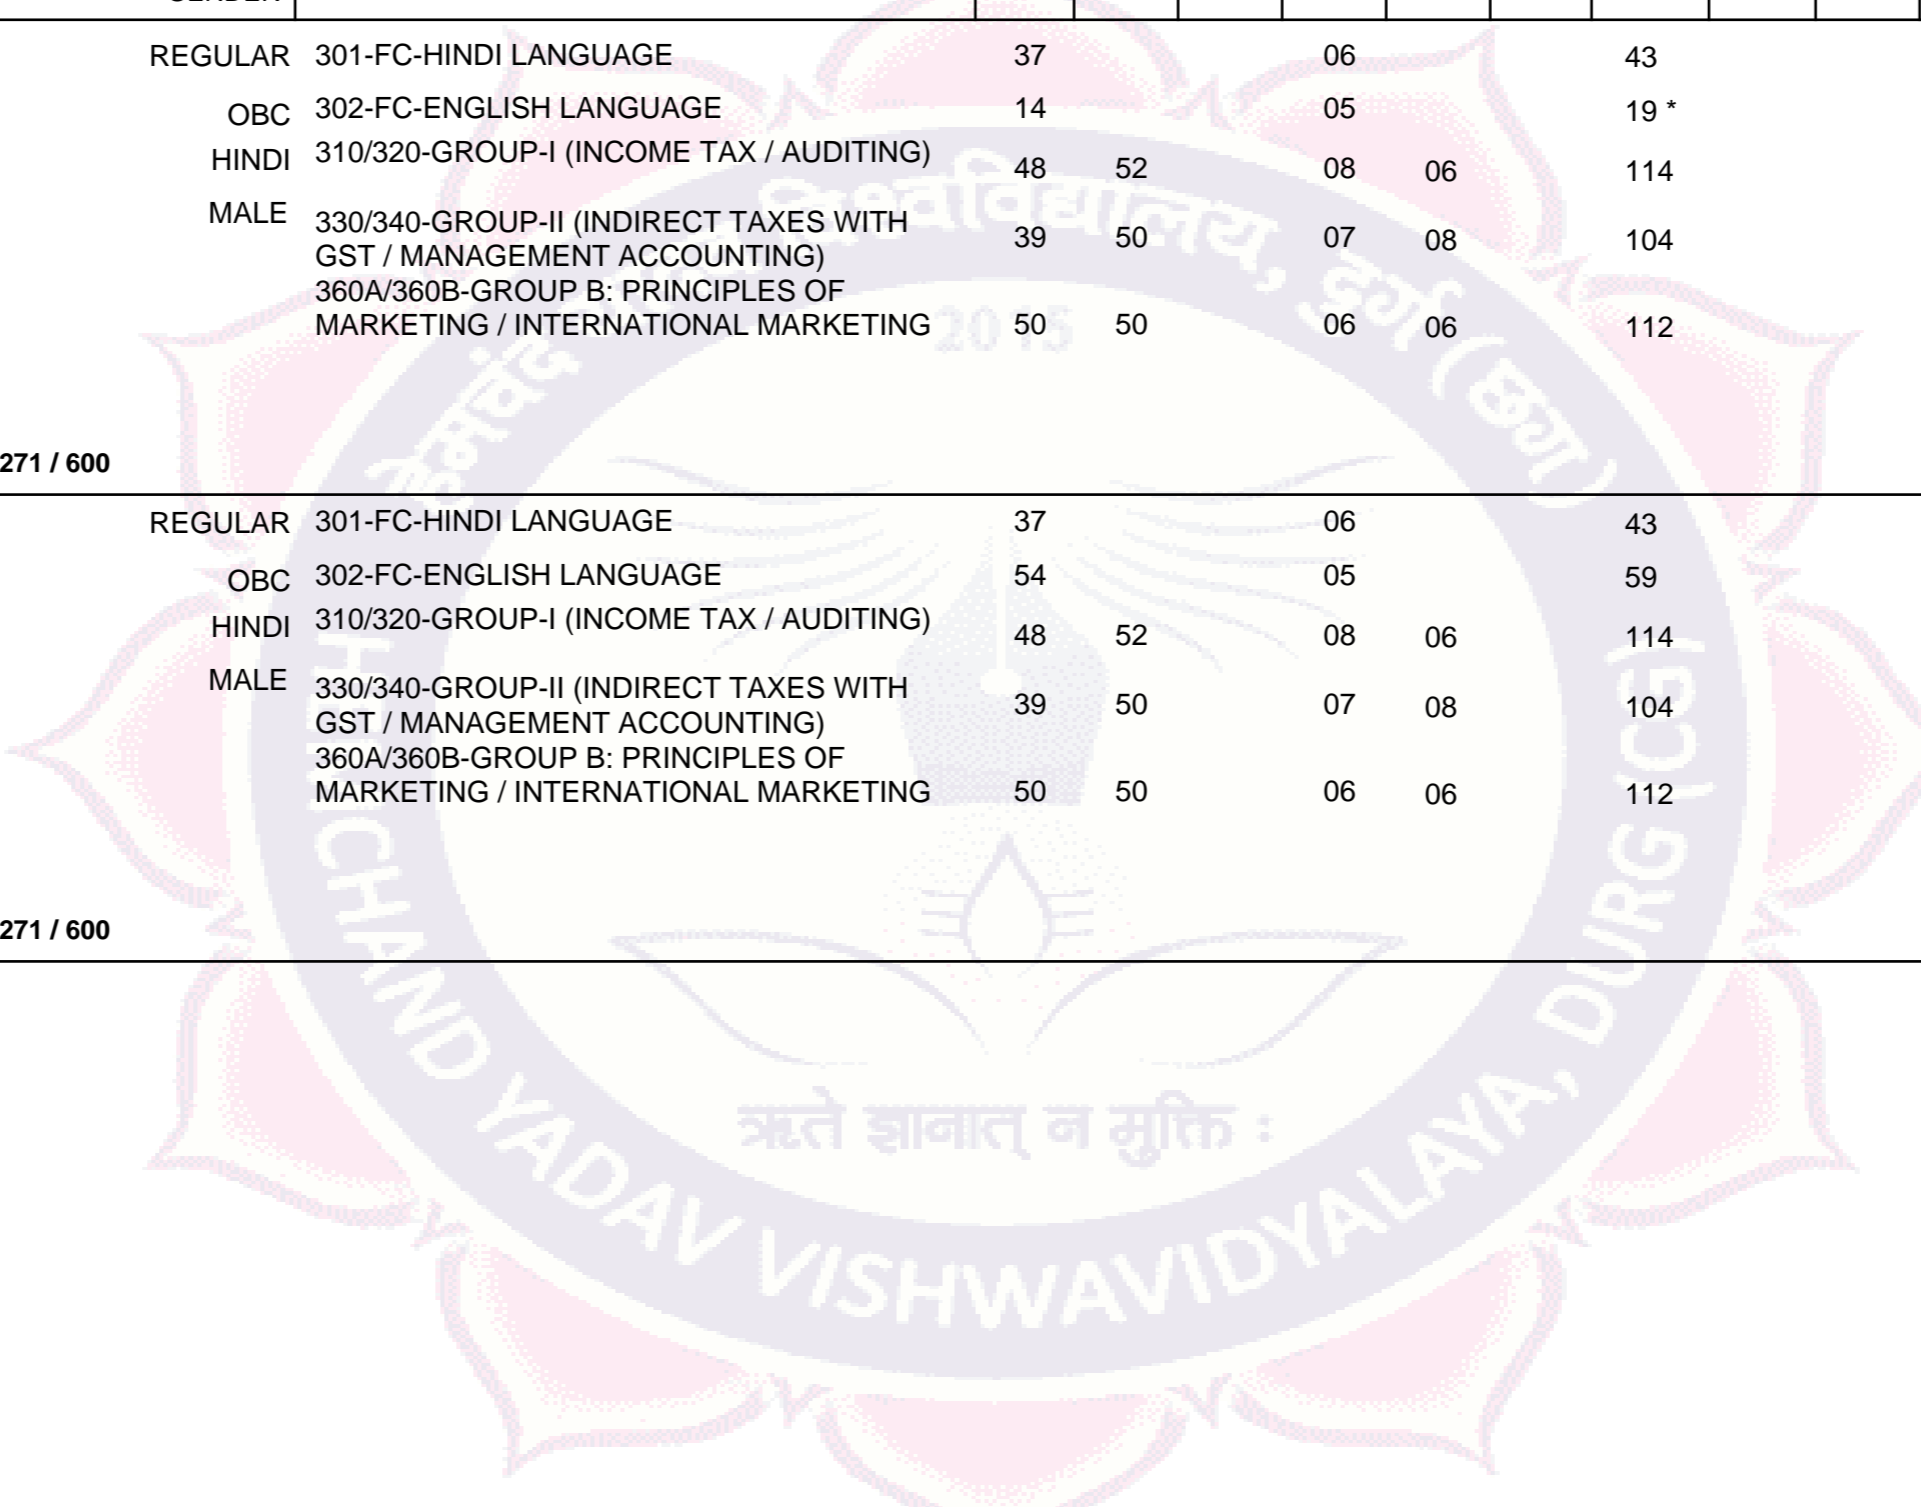 REGULAR 301-FC-HINDI LANGUAGE 37 06 43
OBC 302-FC-ENGLISH LANGUAGE 14 05 19 *
HINDI 310/320-GROUP-I (INCOME TAX / AUDITING) 48 52 08 06 114
MALE 330/340-GROUP-II (INDIRECT TAXES WITH
GST / MANAGEMENT ACCOUNTING) 39 50 07 08 104
360A/360B-GROUP B: PRINCIPLES OF
MARKETING / INTERNATIONAL MARKETING 50 50 06 06 112
271 / 600
REGULAR 301-FC-HINDI LANGUAGE 37 06 43
OBC 302-FC-ENGLISH LANGUAGE 54 05 59
HINDI 310/320-GROUP-I (INCOME TAX / AUDITING) 48 52 08 06 114
MALE 330/340-GROUP-II (INDIRECT TAXES WITH
GST / MANAGEMENT ACCOUNTING) 39 50 07 08 104
360A/360B-GROUP B: PRINCIPLES OF
MARKETING / INTERNATIONAL MARKETING 50 50 06 06 112
271 / 600
विश्वविद्यालय, दुर्ग (छग)
2015
CHAND YADAV VISHWAVIDYALAYA, DURG (CG)
ऋते ज्ञानात् न मुक्ति :